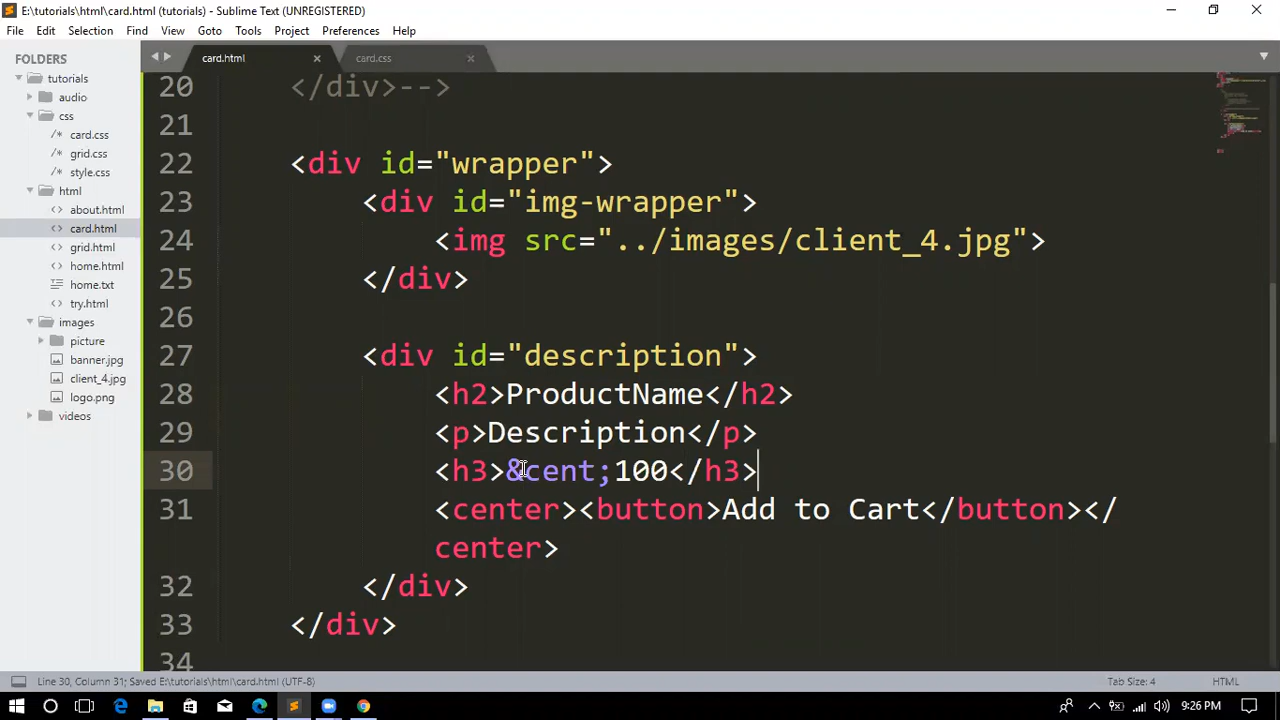 E:\tutorials\html\card.html (tutorials) - Sublime Text (UNREGISTERED)
File Edit Selection Find View Goto Tools Project Preferences Help
FOLDERS
tutorials
audio
css
/* card.css
/* grid.css
/* style.css
html
<> about.html
<> card.html
<> grid.html
<> home.html
home.txt
<> try.html
images
picture
banner.jpg
client_4.jpg
logo.png
videos
card.html card.css
20 </div>-->
21
22 <div id="wrapper">
23 <div id="img-wrapper">
24 <img src="../images/client_4.jpg">
25 </div>
26
27 <div id="description">
28 <h2>ProductName</h2>
29 <p>Description</p>
30 <h3>&cent;100</h3>
31 <center><button>Add to Cart</button></
center>
32 </div>
33 </div>
34
Line 30, Column 31; Saved E:\tutorials\html\card.html (UTF-8) Tab Size: 4 HTML
9:26 PM